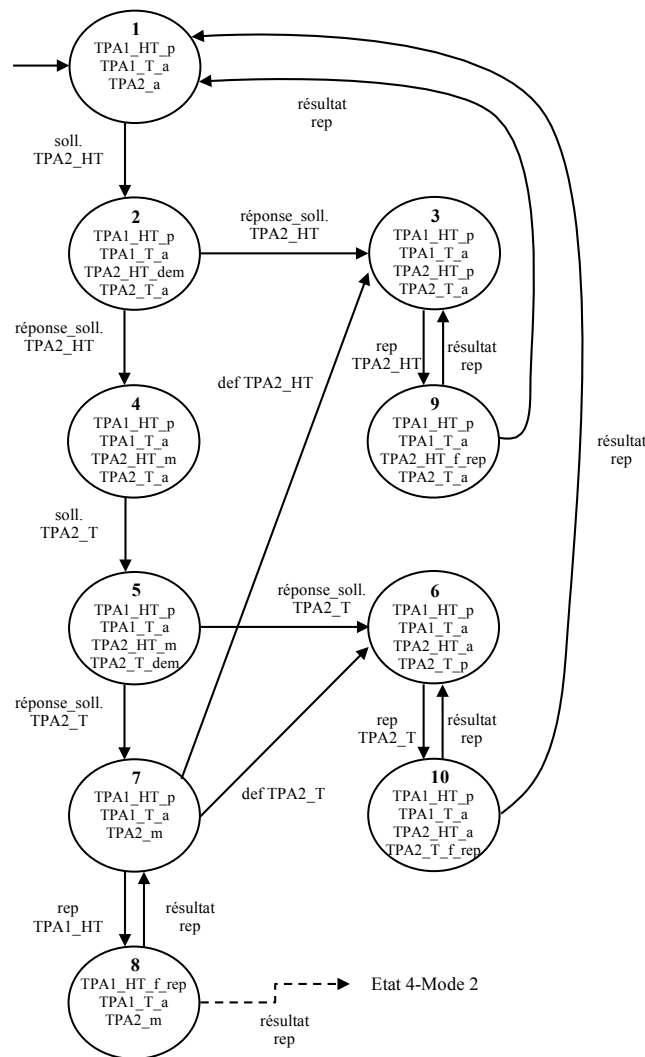 1
TPA1_HT_p
TPA1_T_a
TPA2_a
résultat
rep
soll.
TPA2_HT
2
TPA1_HT_p
TPA1_T_a
TPA2_HT_dem
TPA2_T_a
réponse_soll.
TPA2_HT
3
TPA1_HT_p
TPA1_T_a
TPA2_HT_p
TPA2_T_a
réponse_soll.
TPA2_HT
def TPA2_HT
rep
TPA2_HT
résultat
rep
4
TPA1_HT_p
TPA1_T_a
TPA2_HT_m
TPA2_T_a
9
TPA1_HT_p
TPA1_T_a
TPA2_HT_f_rep
TPA2_T_a
résultat
rep
soll.
TPA2_T
5
TPA1_HT_p
TPA1_T_a
TPA2_HT_m
TPA2_T_dem
réponse_soll.
TPA2_T
6
TPA1_HT_p
TPA1_T_a
TPA2_HT_a
TPA2_T_p
réponse_soll.
TPA2_T
rep
TPA2_T
résultat
rep
7
TPA1_HT_p
TPA1_T_a
TPA2_m
def TPA2_T
10
TPA1_HT_p
TPA1_T_a
TPA2_HT_a
TPA2_T_f_rep
rep
TPA1_HT
résultat
rep
8
TPA1_HT_f_rep
TPA1_T_a
TPA2_m
Etat 4-Mode 2
résultat
rep